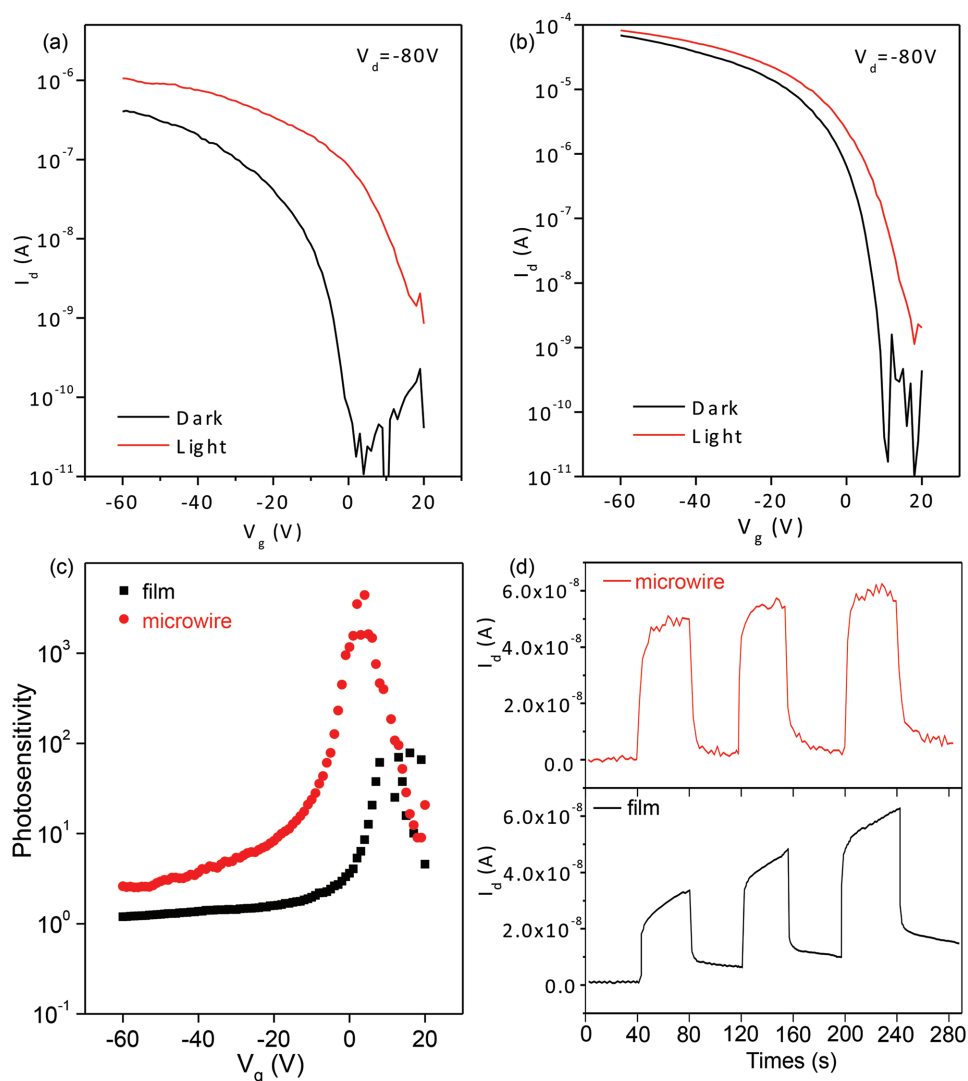 (a)
V_d=-80V
10^-6
10^-7
10^-8
10^-9
10^-10
10^-11
I_d (A)
Dark
Light
-60 -40 -20 0 20
V_g (V)
(b)
V_d=-80V
10^-4
10^-5
10^-6
10^-7
10^-8
10^-9
10^-10
10^-11
I_d (A)
Dark
Light
-60 -40 -20 0 20
V_g (V)
(c)
film
microwire
10^3
10^2
10^1
10^0
10^-1
Photosensitivity
-60 -40 -20 0 20
V_g (V)
(d)
microwire
6.0x10^-8
4.0x10^-8
2.0x10^-8
0.0
I_d (A)
film
6.0x10^-8
4.0x10^-8
2.0x10^-8
0.0
I_d (A)
0 40 80 120 160 200 240 280
Times (s)